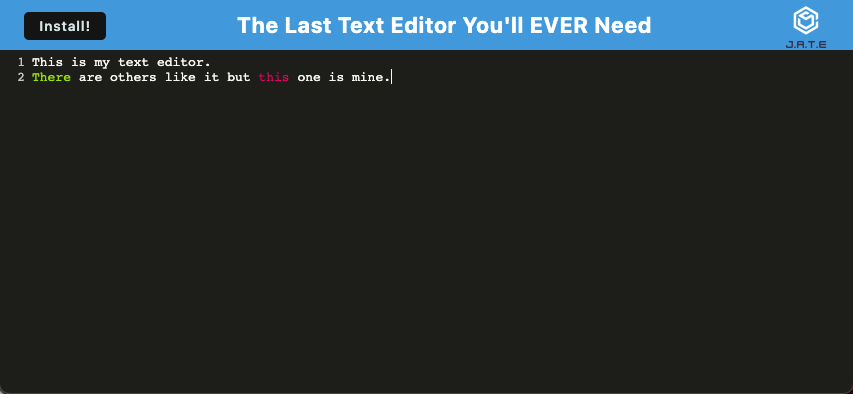 Install!
The Last Text Editor You'll EVER Need
J.A.T.E
1 This is my text editor.
2 There are others like it but this one is mine.